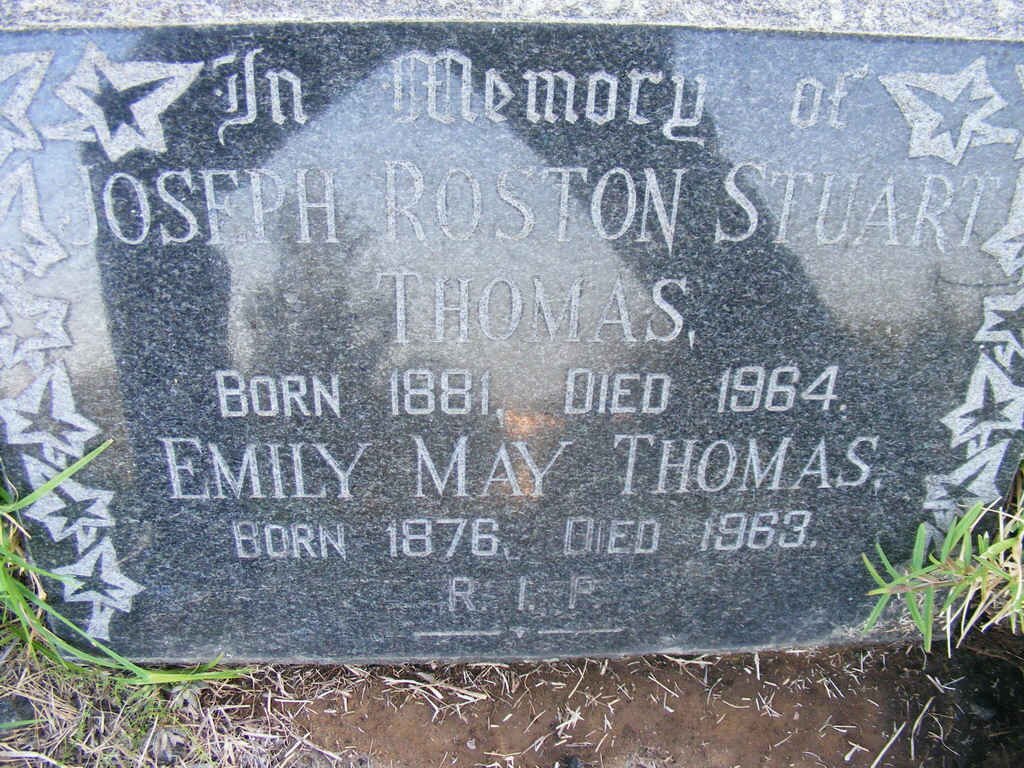 In Memory of
JOSEPH ROSTON STUART
THOMAS,
BORN 1881, DIED 1964.
EMILY MAY THOMAS,
BORN 1876, DIED 1963.
R. I. P.